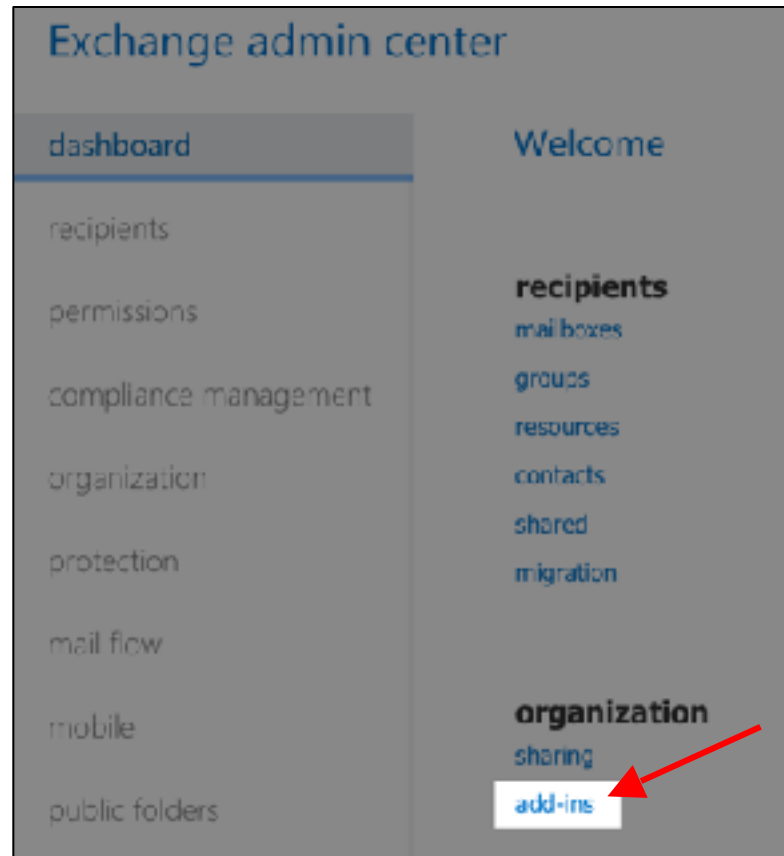 Exchange admin center
dashboard
recipients
permissions
compliance management
organization
protection
mail flow
mobile
public folders
Welcome
recipients
mailboxes
groups
resources
contacts
shared
migration
organization
sharing
add-ins